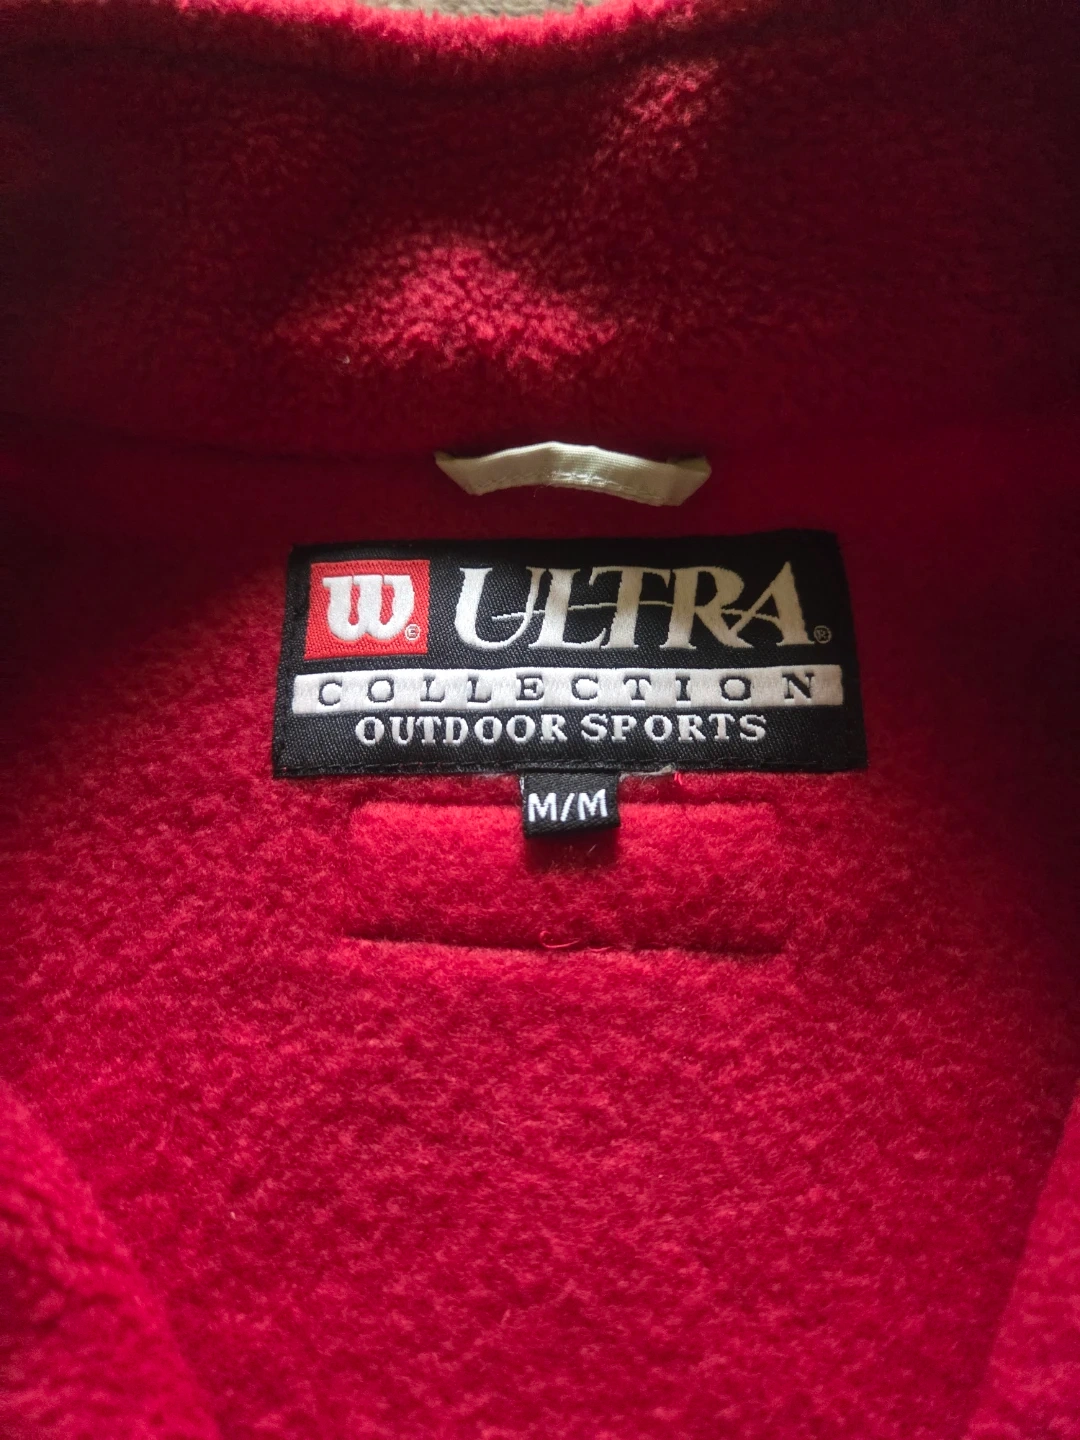 W ULTRA®
COLLECTION
OUTDOOR SPORTS
M/M